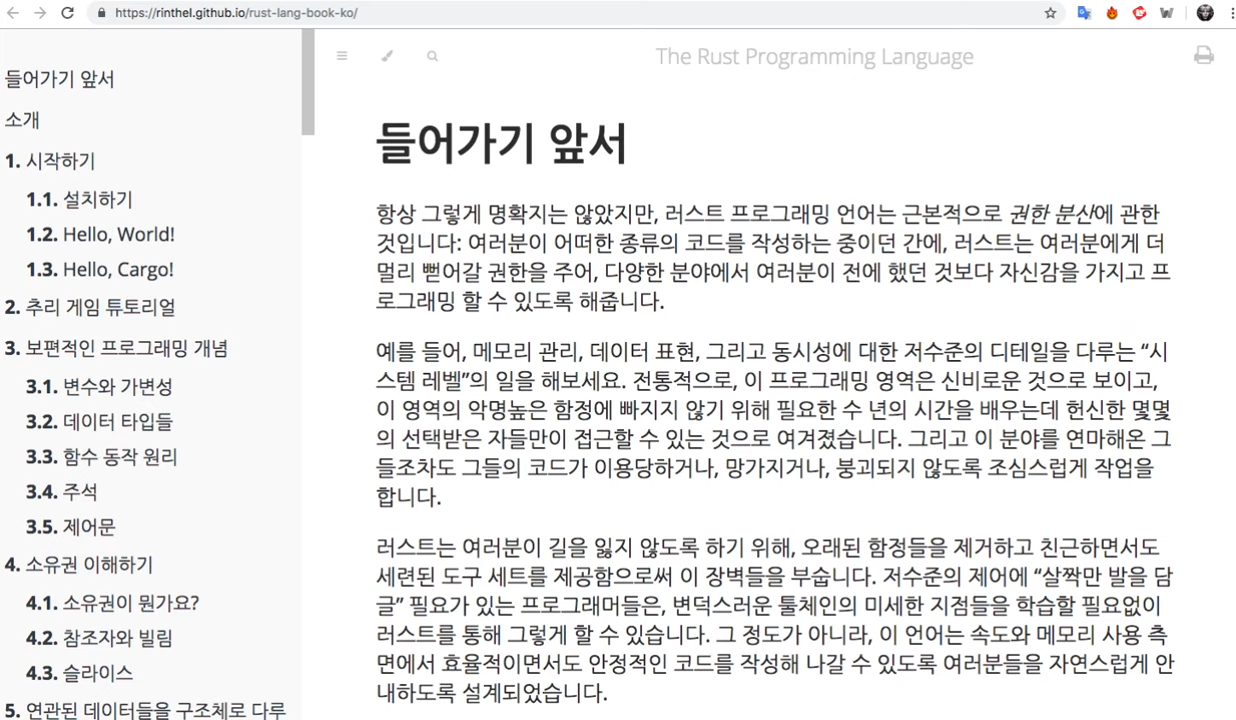 https://rinthel.github.io/rust-lang-book-ko/
The Rust Programming Language
들어가기 앞서
소개
1. 시작하기
1.1. 설치하기
1.2. Hello, World!
1.3. Hello, Cargo!
2. 추리 게임 튜토리얼
3. 보편적인 프로그래밍 개념
3.1. 변수와 가변성
3.2. 데이터 타입들
3.3. 함수 동작 원리
3.4. 주석
3.5. 제어문
4. 소유권 이해하기
4.1. 소유권이 뭔가요?
4.2. 참조자와 빌림
4.3. 슬라이스
5. 연관된 데이터들을 구조체로 다루
들어가기 앞서
항상 그렇게 명확지는 않았지만, 러스트 프로그래밍 언어는 근본적으로 권한 분산에 관한
것입니다: 여러분이 어떠한 종류의 코드를 작성하는 중이던 간에, 러스트는 여러분에게 더
멀리 뻗어갈 권한을 주어, 다양한 분야에서 여러분이 전에 했던 것보다 자신감을 가지고 프
로그래밍 할 수 있도록 해줍니다.
예를 들어, 메모리 관리, 데이터 표현, 그리고 동시성에 대한 저수준의 디테일을 다루는 “시
스템 레벨”의 일을 해보세요. 전통적으로, 이 프로그래밍 영역은 신비로운 것으로 보이고,
이 영역의 악명높은 함정에 빠지지 않기 위해 필요한 수 년의 시간을 배우는데 헌신한 몇몇
의 선택받은 자들만이 접근할 수 있는 것으로 여겨졌습니다. 그리고 이 분야를 연마해온 그
들조차도 그들의 코드가 이용당하거나, 망가지거나, 붕괴되지 않도록 조심스럽게 작업을
합니다.
러스트는 여러분이 길을 잃지 않도록 하기 위해, 오래된 함정들을 제거하고 친근하면서도
세련된 도구 세트를 제공함으로써 이 장벽들을 부숩니다. 저수준의 제어에 “살짝만 발을 담
글” 필요가 있는 프로그래머들은, 변덕스러운 툴체인의 미세한 지점들을 학습할 필요없이
러스트를 통해 그렇게 할 수 있습니다. 그 정도가 아니라, 이 언어는 속도와 메모리 사용 측
면에서 효율적이면서도 안정적인 코드를 작성해 나갈 수 있도록 여러분들을 자연스럽게 안
내하도록 설계되었습니다.